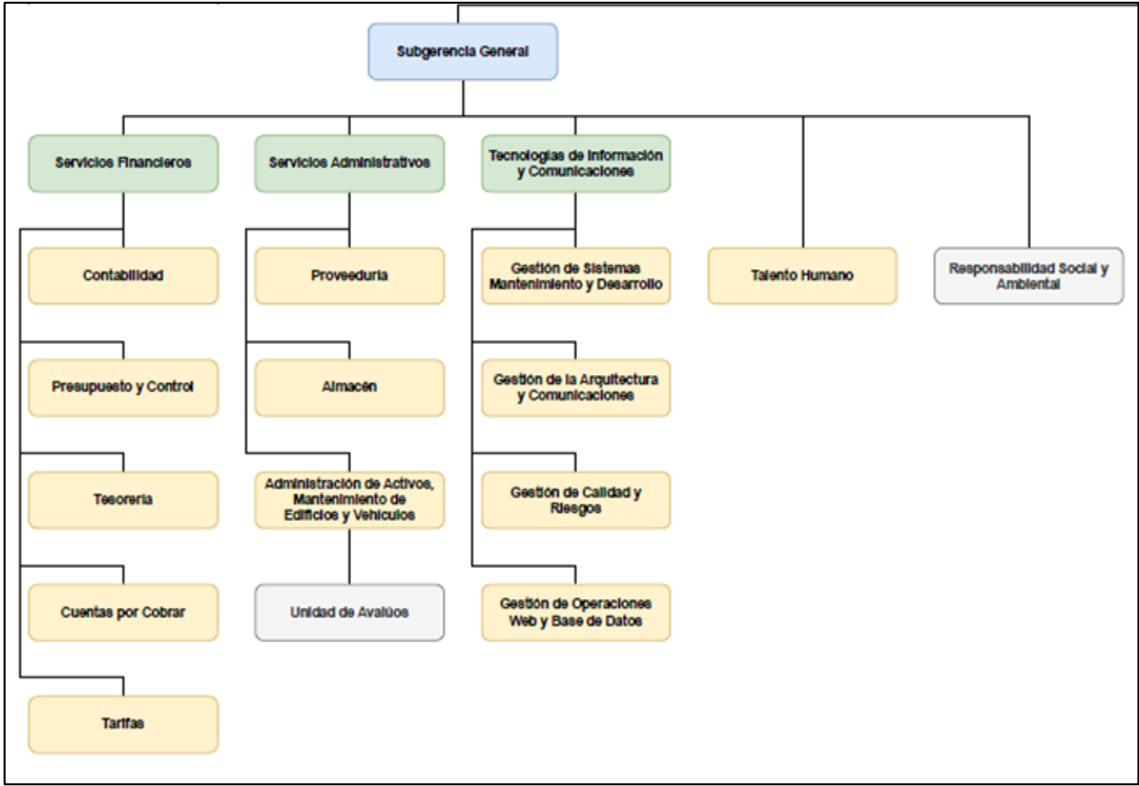 Subgerencia General
Servicios Financieros
Servicios Administrativos
Tecnologías de Información
y Comunicaciones
Contabilidad
Proveeduría
Gestión de Sistemas
Mantenimiento y Desarrollo
Talento Humano
Responsabilidad Social y
Ambiental
Presupuesto y Control
Almacén
Gestión de la Arquitectura
y Comunicaciones
Tesorería
Administración de Activos,
Mantenimiento de
Edificios y Vehículos
Gestión de Calidad y
Riesgos
Cuentas por Cobrar
Unidad de Avalúos
Gestión de Operaciones
Web y Base de Datos
Tarifas